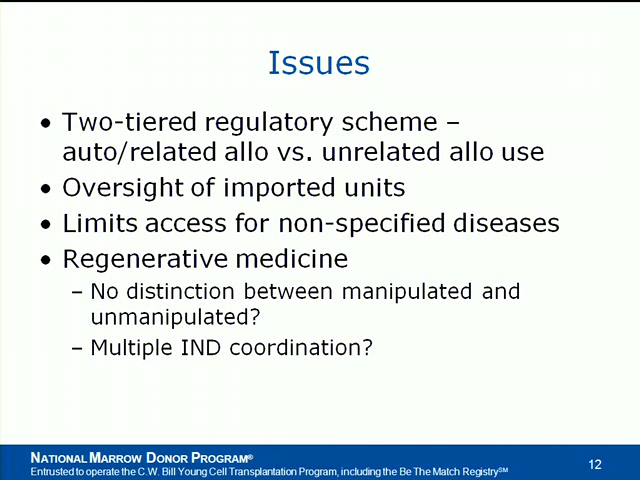 Issues
• Two-tiered regulatory scheme –
auto/related allo vs. unrelated allo use
• Oversight of imported units
• Limits access for non-specified diseases
• Regenerative medicine
– No distinction between manipulated and
unmanipulated?
– Multiple IND coordination?
NATIONAL MARROW DONOR PROGRAM®
Entrusted to operate the C.W. Bill Young Cell Transplantation Program, including the Be The Match Registry℠
12